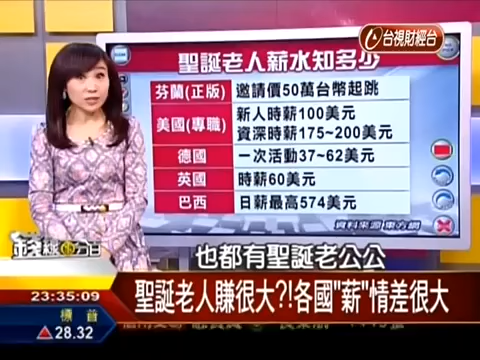 台視財經台
聖誕老人薪水知多少
芬蘭(正版) 邀請價50萬台幣起跳
美國(專職) 新人時薪100美元
資深時薪175~200美元
德國 一次活動37~62美元
英國 時薪60美元
巴西 日薪最高574美元
資料來源:東方網
錢線百分百
也都有聖誕老公公
聖誕老人賺很大?!各國"薪"情差很大
23:35:09
標普
28.32